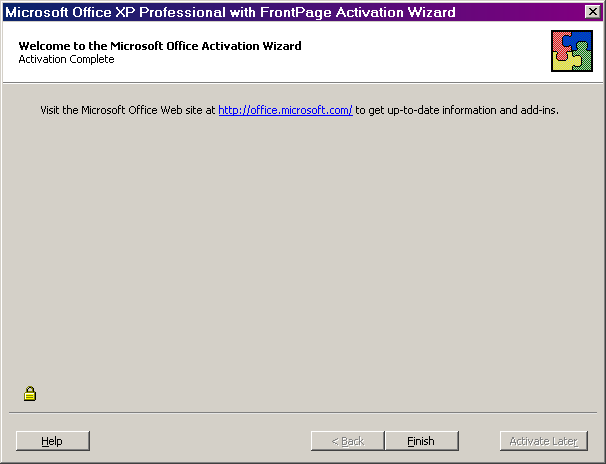 Microsoft Office XP Professional with FrontPage Activation Wizard
Welcome to the Microsoft Office Activation Wizard
Activation Complete
Visit the Microsoft Office Web site at http://office.microsoft.com/ to get up-to-date information and add-ins.
Help
< Back
Finish
Activate Later